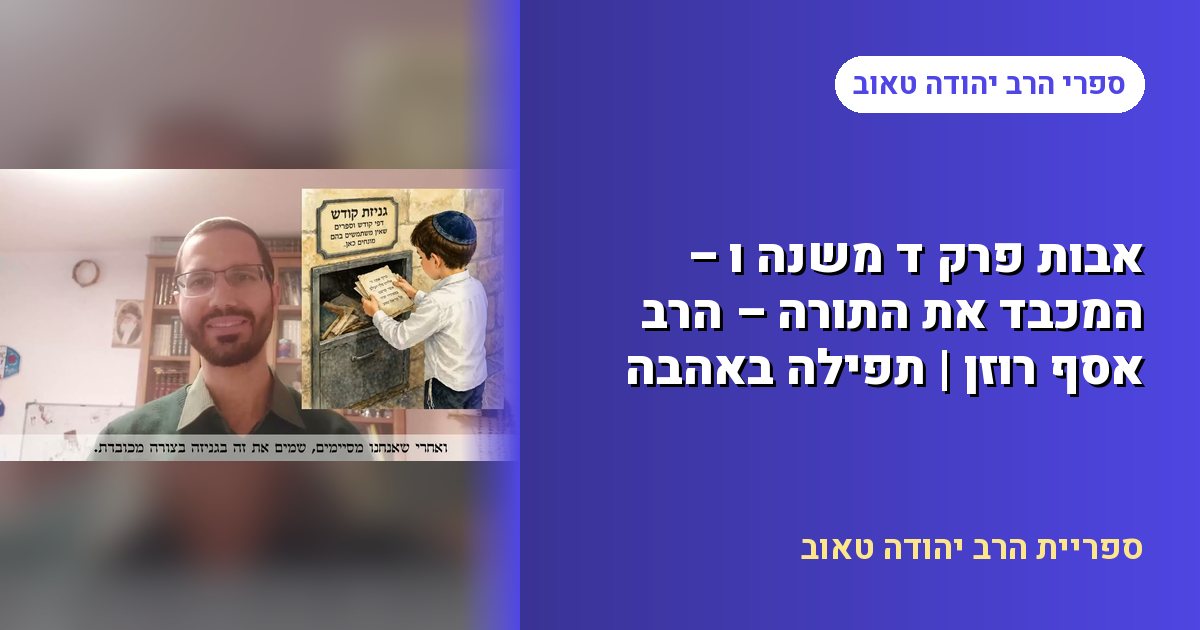 ספרי הרב יהודה טאוב
אבות פרק ד משנה ו –
המכבד את התורה – הרב
אסף רוזן | תפילה באהבה
ספריית הרב יהודה טאוב
גניזת קודש
דפי קודש וספרים
שאין משתמשים בהם
מונחים כאן.
ואחרי שאנחנו מסיימים, שמים את זה בגניזה בצורה מכובדת.